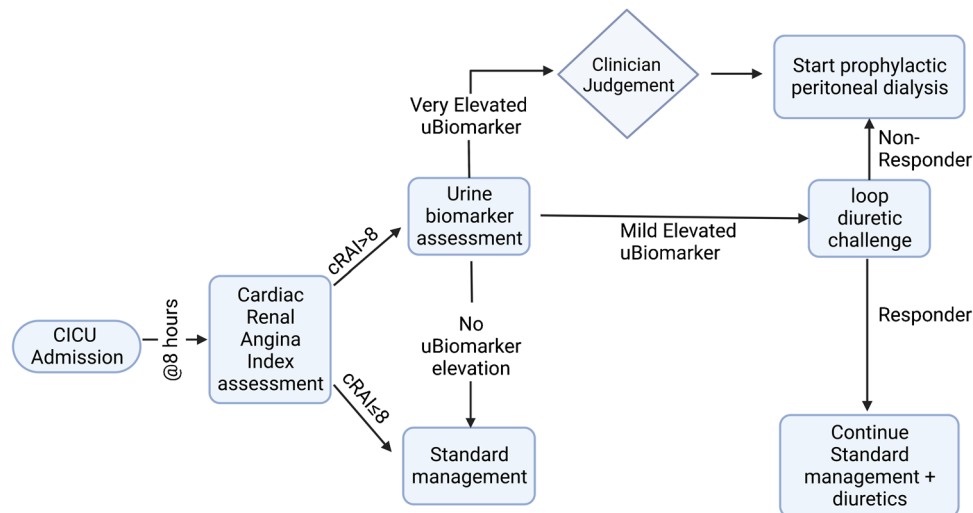 CICU
Admission
@8 hours
Cardiac
Renal
Angina
Index
assessment
cRAI>8
cRAI≤8
Urine
biomarker
assessment
Very Elevated
uBiomarker
Clinician
Judgement
Start prophylactic
peritoneal dialysis
Mild Elevated
uBiomarker
loop
diuretic
challenge
Non-
Responder
Responder
No
uBiomarker
elevation
Standard
management
Continue
Standard
management +
diuretics